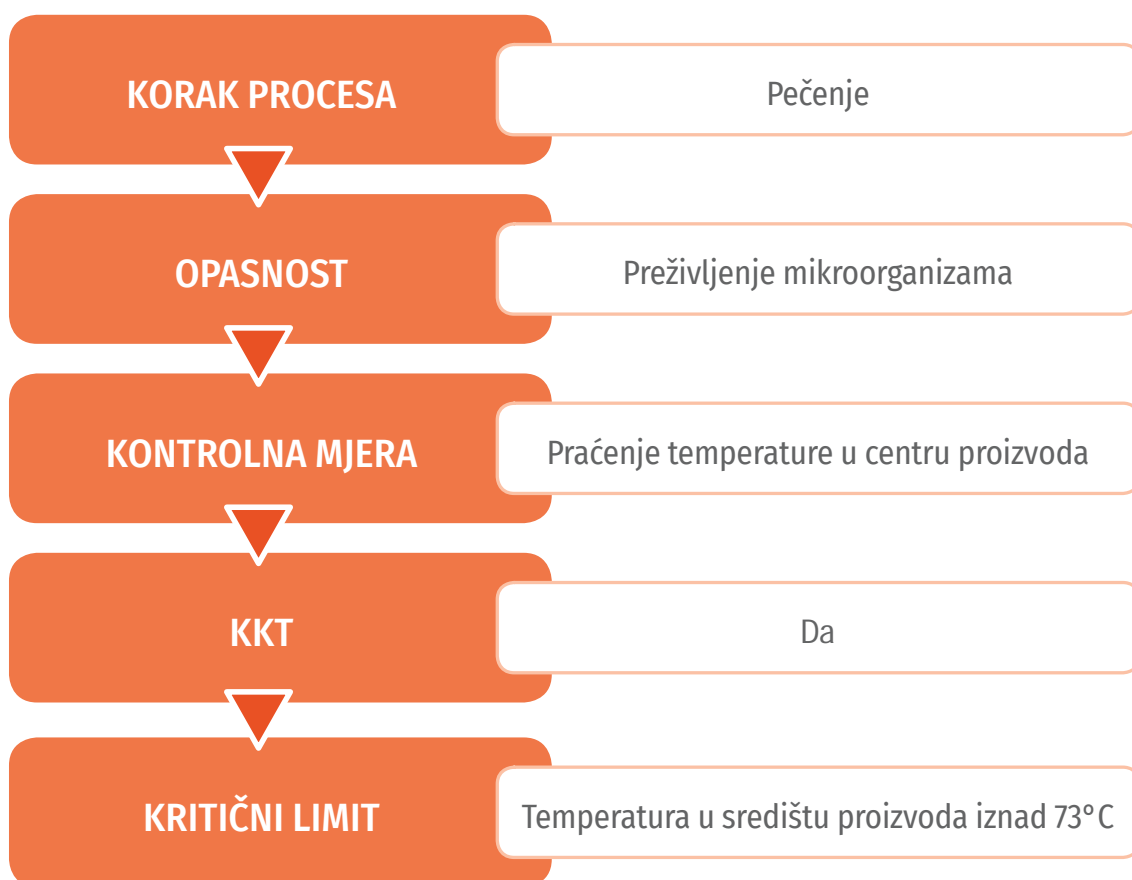 KORAK PROCESA
Pečenje
OPASNOST
Preživljenje mikroorganizama
KONTROLNA MJERA
Praćenje temperature u centru proizvoda
KKT
Da
KRITIČNI LIMIT
Temperatura u središtu proizvoda iznad 73°C